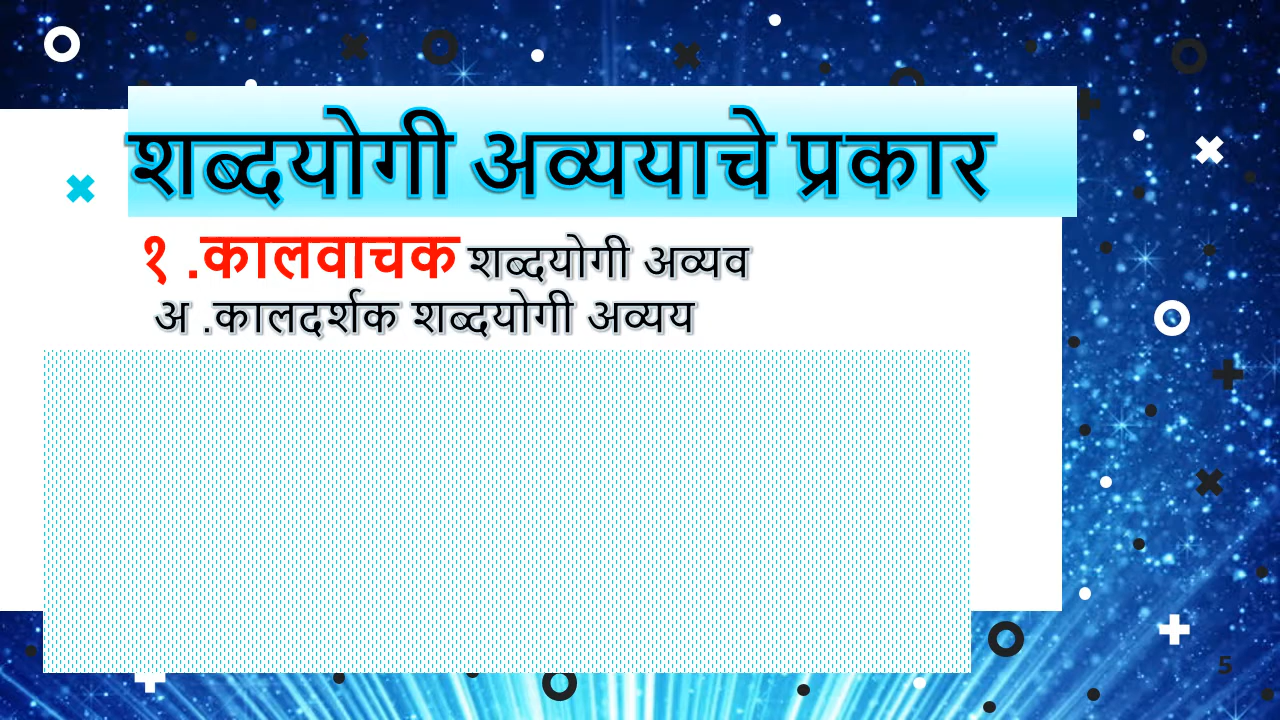 शब्दयोगी अव्ययाचे प्रकार
१ .कालवाचक शब्दयोगी अव्यव
अ .कालदर्शक शब्दयोगी अव्यय
5